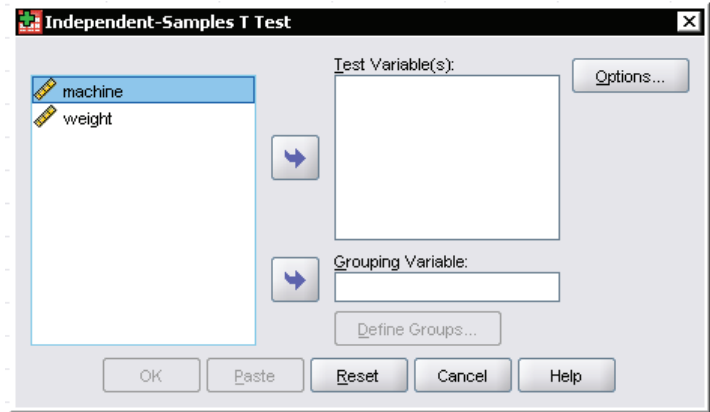 Independent-Samples T Test
machine
weight
Test Variable(s):
Options...
Grouping Variable:
Define Groups...
OK
Paste
Reset
Cancel
Help